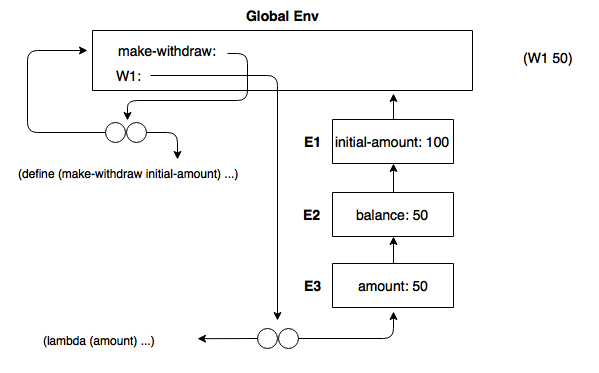 Global Env
make-withdraw:
W1:
(W1 50)
E1
initial-amount: 100
(define (make-withdraw initial-amount) ...)
E2
balance: 50
E3
amount: 50
(lambda (amount) ...)